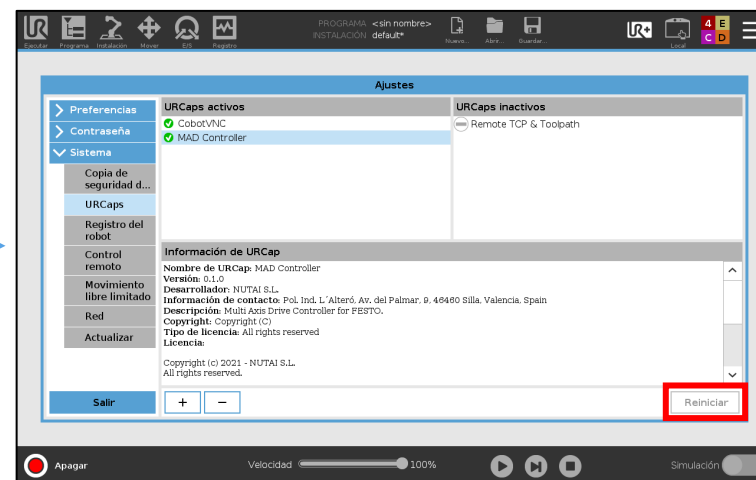 PROGRAMA <sin nombre>
INSTALACIÓN default*
UR
Ejecutar Programa Instalación Mover E/S Registro
Nuevo... Abrir... Guardar...
UR+
Local
4 E
C D
Ajustes
Preferencias
Contraseña
Sistema
Copia de
seguridad d...
URCaps
Registro del
robot
Control
remoto
Movimiento
libre limitado
Red
Actualizar
Salir
URCaps activos
CobotVNC
MAD Controller
URCaps inactivos
Remote TCP & Toolpath
Información de URCap
Nombre de URCap: MAD Controller
Versión: 0.1.0
Desarrollador: NUTAI S.L.
Información de contacto: Pol. Ind. L´Alteró, Av. del Palmar, 9, 46460 Silla, Valencia, Spain
Descripción: Multi Axis Drive Controller for FESTO.
Copyright: Copyright (C)
Tipo de licencia: All rights reserved
Licencia:
Copyright (c) 2021 - NUTAI S.L.
All rights reserved.
+ −
Reiniciar
Apagar
Velocidad 100%
Simulación